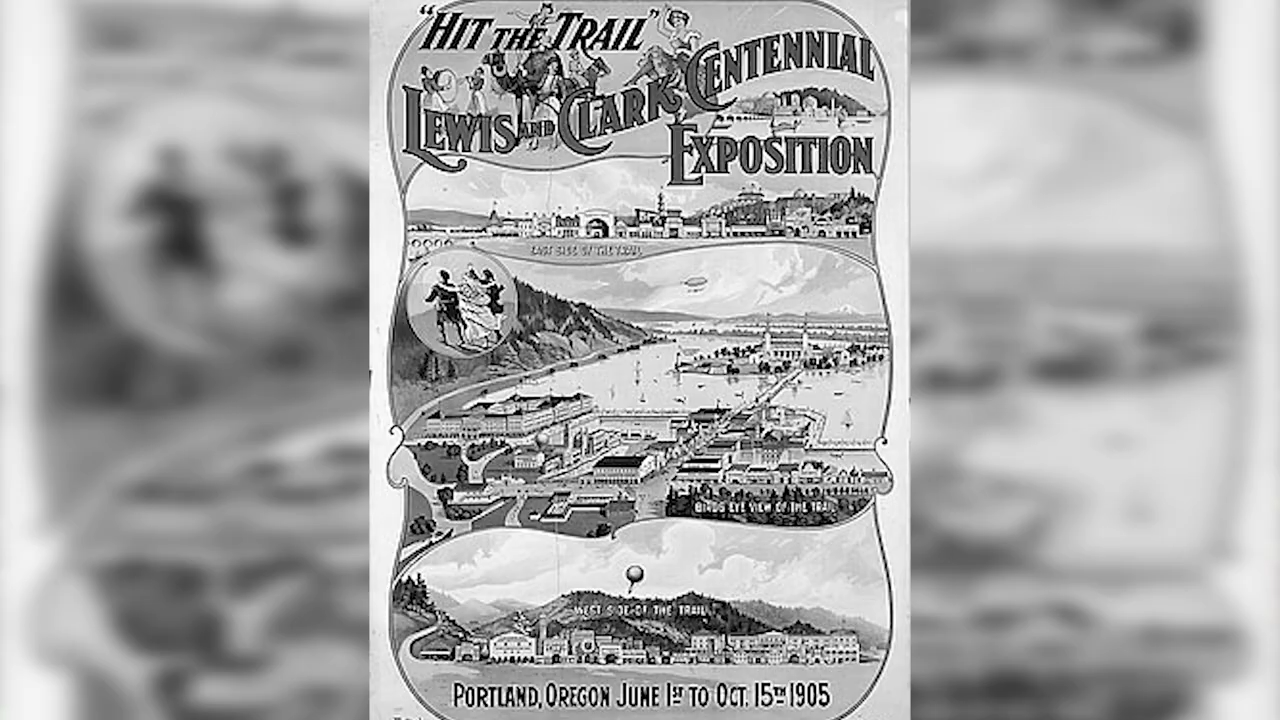 "HIT THE TRAIL"
LEWIS AND CLARK CENTENNIAL
EXPOSITION
EAST SIDE OF THE TRAIL
BIRDS EYE VIEW OF THE TRAIL
WEST SIDE OF THE TRAIL
PORTLAND, OREGON JUNE 1ST TO OCT. 15TH 1905